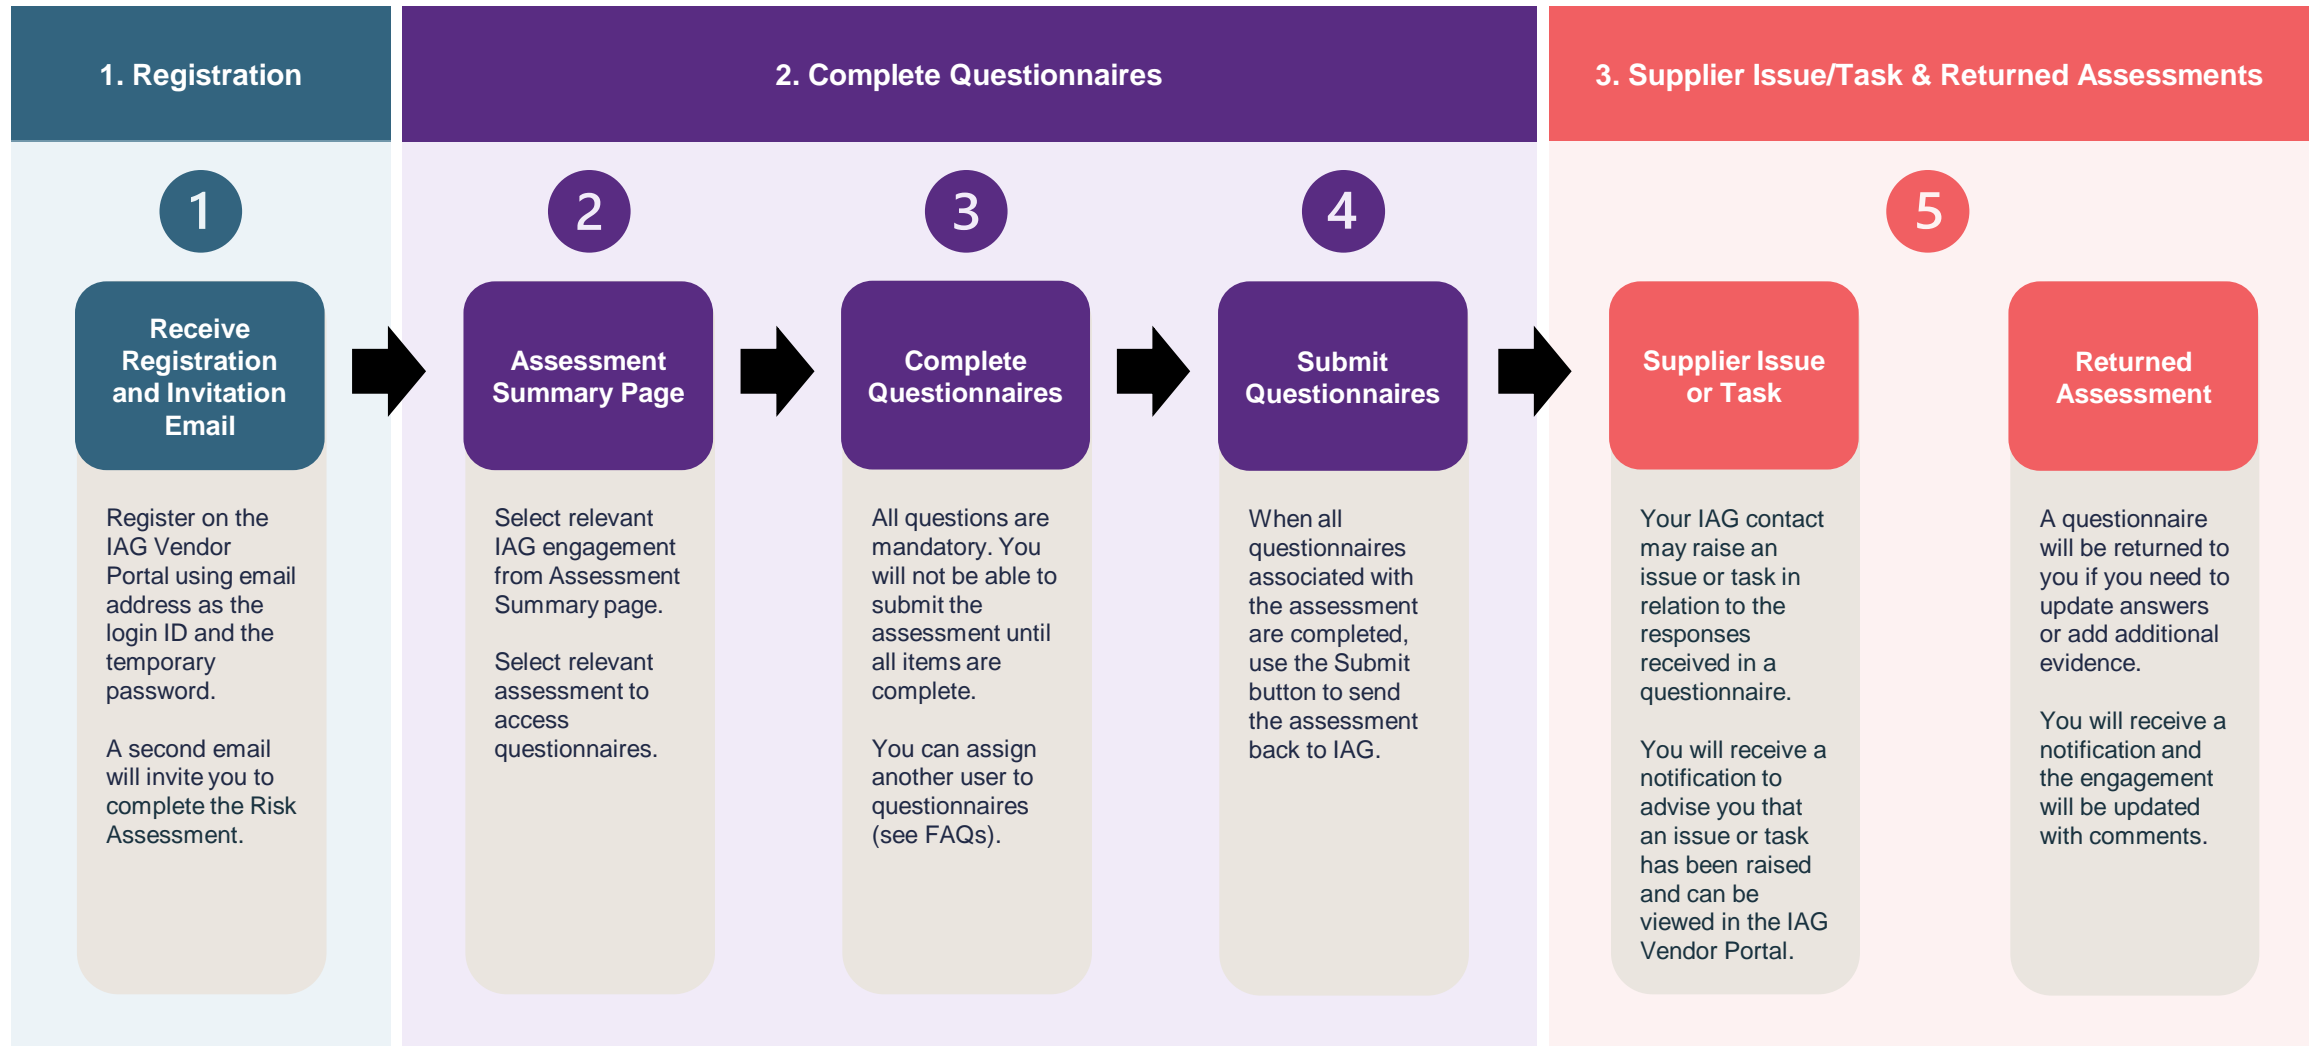 1. Registration
2. Complete Questionnaires
3. Supplier Issue/Task & Returned Assessments
1
Receive
Registration
and Invitation
Email
Register on the
IAG Vendor
Portal using email
address as the
login ID and the
temporary
password.
A second email
will invite you to
complete the Risk
Assessment.
2
Assessment
Summary Page
Select relevant
IAG engagement
from Assessment
Summary page.
Select relevant
assessment to
access
questionnaires.
3
Complete
Questionnaires
All questions are
mandatory. You
will not be able to
submit the
assessment until
all items are
complete.
You can assign
another user to
questionnaires
(see FAQs).
4
Submit
Questionnaires
When all
questionnaires
associated with
the assessment
are completed,
use the Submit
button to send
the assessment
back to IAG.
5
Supplier Issue
or Task
Your IAG contact
may raise an
issue or task in
relation to the
responses
received in a
questionnaire.
You will receive a
notification to
advise you that
an issue or task
has been raised
and can be
viewed in the IAG
Vendor Portal.
Returned
Assessment
A questionnaire
will be returned to
you if you need to
update answers
or add additional
evidence.
You will receive a
notification and
the engagement
will be updated
with comments.